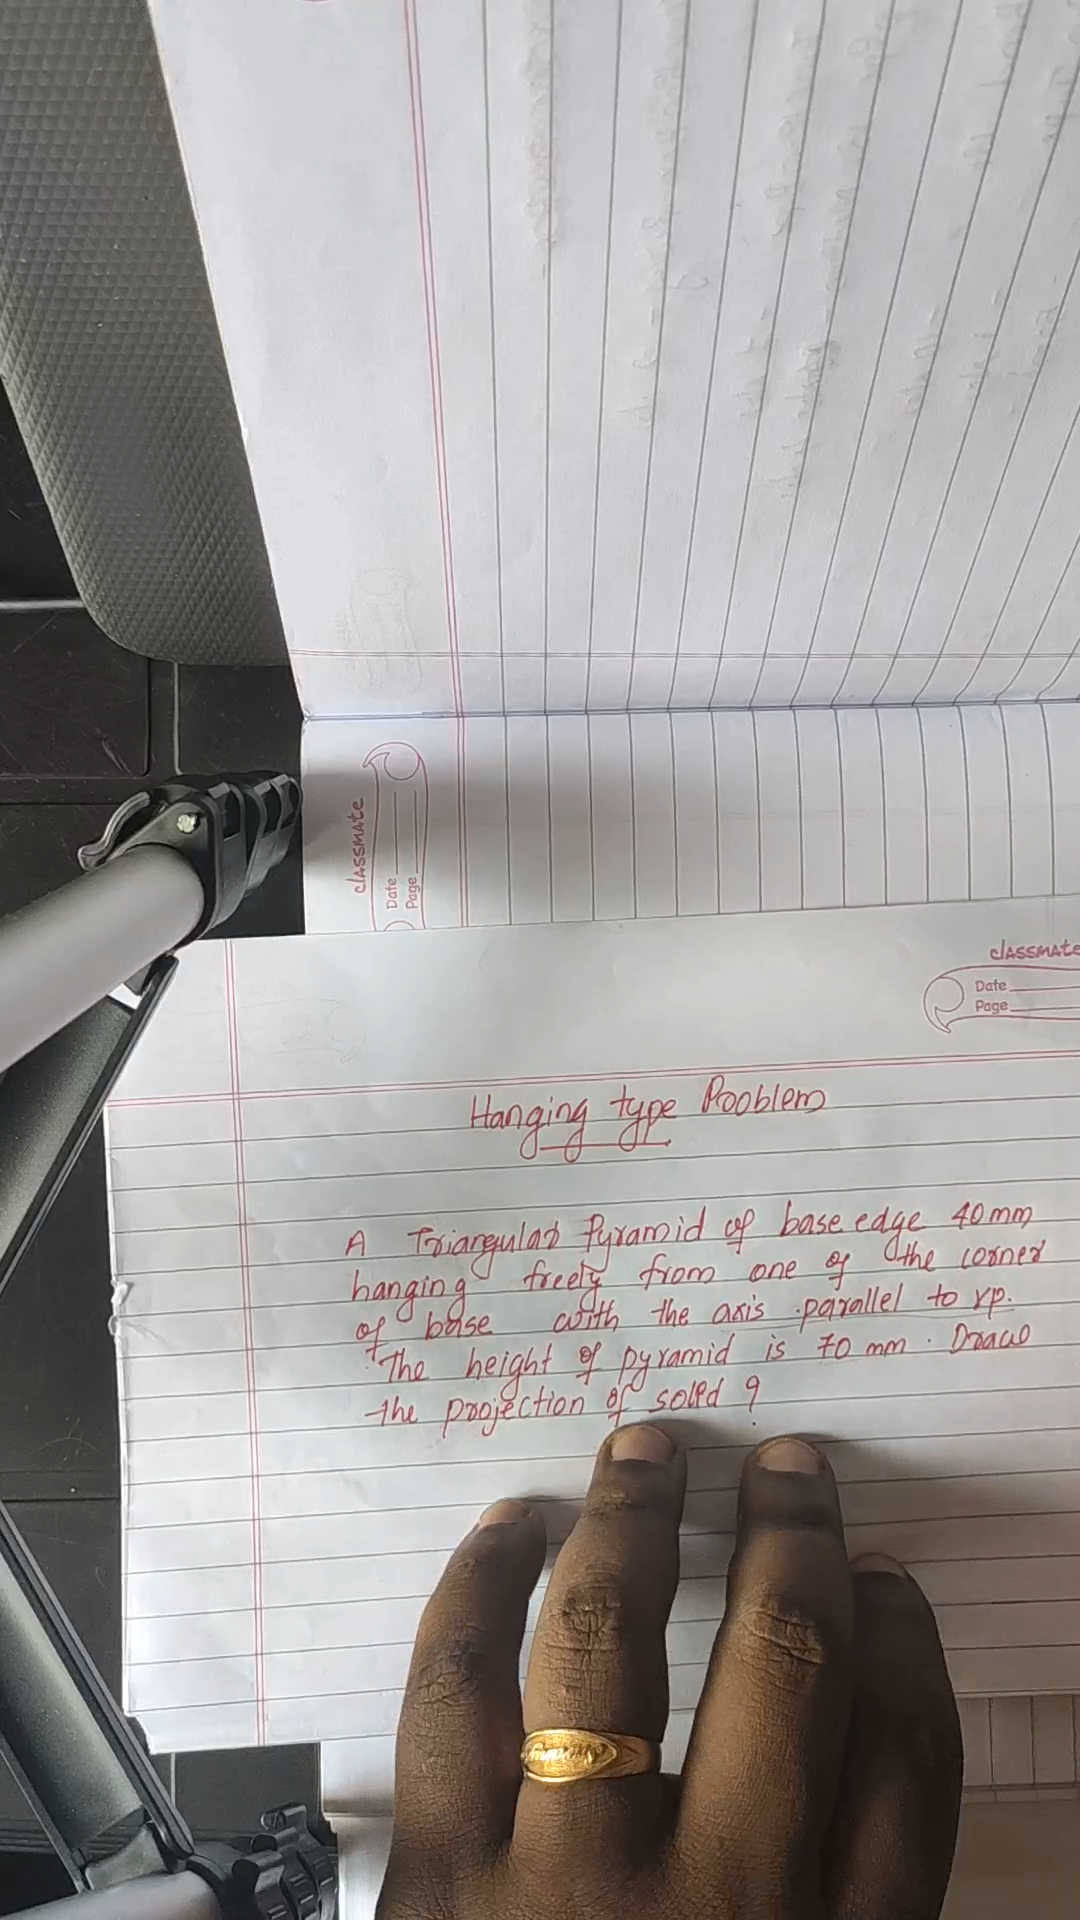 classmate
Date
Page
classmate
Date
Page
Hanging type Problem
A Triangular Pyramid of base edge 40mm
hanging freely from one of the corner
of base with the axis parallel to vp.
The height of pyramid is 70 mm. Draw
the projection of solid ?